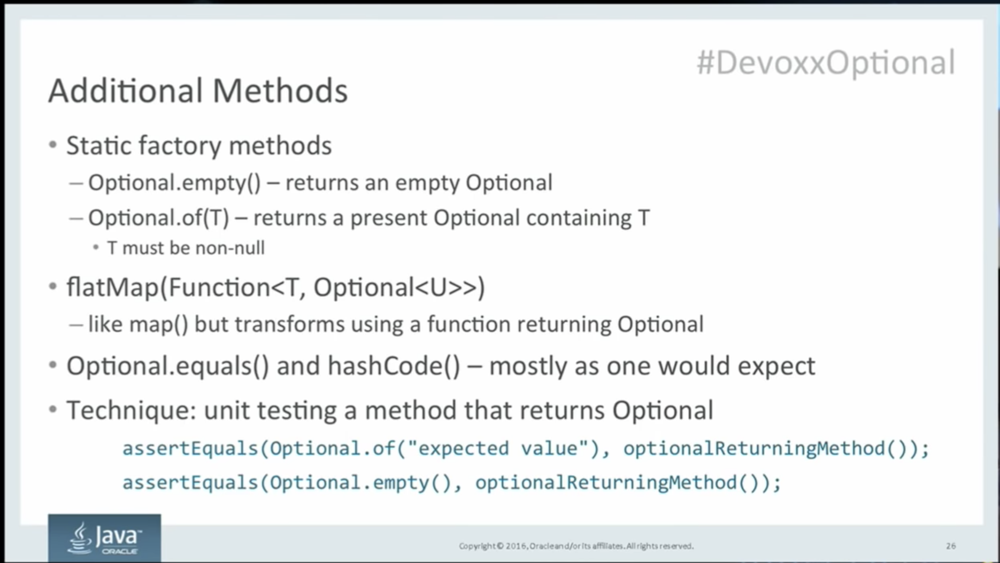 #DevoxxOptional
Additional Methods
• Static factory methods
– Optional.empty() – returns an empty Optional
– Optional.of(T) – returns a present Optional containing T
• T must be non-null
• flatMap(Function<T, Optional<U>>)
– like map() but transforms using a function returning Optional
• Optional.equals() and hashCode() – mostly as one would expect
• Technique: unit testing a method that returns Optional
assertEquals(Optional.of("expected value"), optionalReturningMethod());
assertEquals(Optional.empty(), optionalReturningMethod());
Java™
ORACLE
Copyright © 2016, Oracle and/or its affiliates. All rights reserved.
26